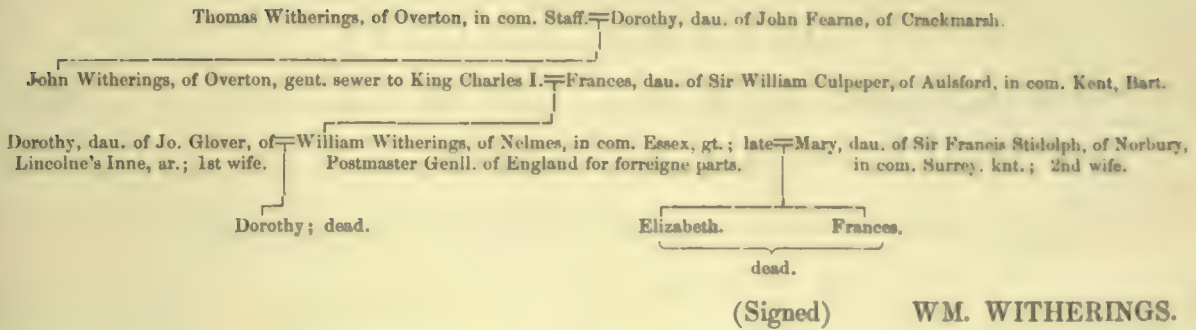 Thomas Witherings, of Overton, in com. Staff.=Dorothy, dau. of John Fearne, of Crackmarsh.
John Witherings, of Overton, gent. sewer to King Charles I.=Frances, dau. of Sir William Culpeper, of Aulsford, in com. Kent, Bart.
Dorothy, dau. of Jo. Glover, of=William Witherings, of Nelmes, in com. Essex, gt.; late=Mary, dau. of Sir Francis Stidolph, of Norbury,
Lincolne's Inne, ar.; 1st wife. Postmaster Genll. of England for forreigne parts. in com. Surrey. knt.; 2nd wife.
Dorothy; dead. Elizabeth. Frances.
dead.
(Signed) WM. WITHERINGS.